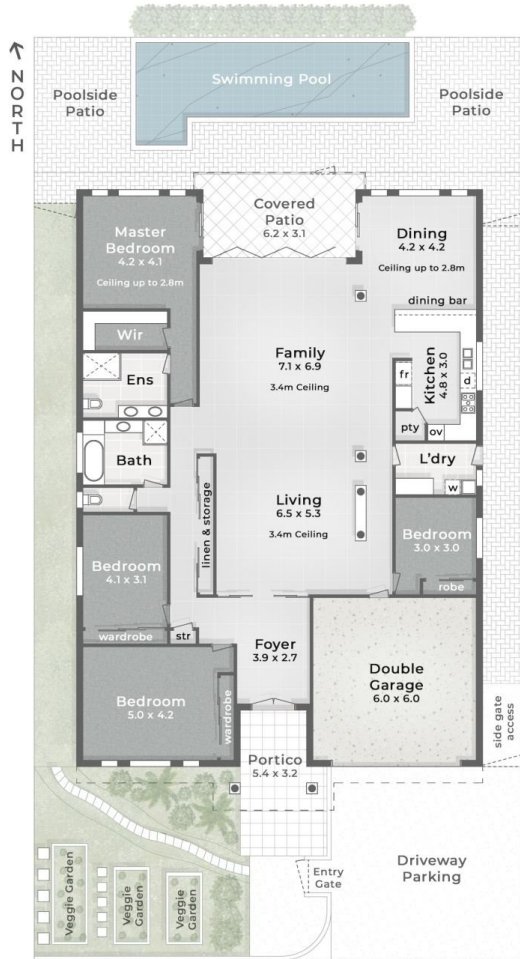 NORTH
Poolside
Patio
Swimming Pool
Poolside
Patio
Covered
Patio
6.2 x 3.1
Master
Bedroom
4.2 x 4.1
Ceiling up to 2.8m
Dining
4.2 x 4.2
Ceiling up to 2.8m
dining bar
Wir
Ens
Family
7.1 x 6.9
3.4m Ceiling
Kitchen
4.8 x 3.0
fr
d
pty
ov
Bath
L'dry
w
linen & storage
Living
6.5 x 5.3
3.4m Ceiling
Bedroom
3.0 x 3.0
robe
Bedroom
4.1 x 3.1
wardrobe
str
Foyer
3.9 x 2.7
Double
Garage
6.0 x 6.0
Bedroom
5.0 x 4.2
wardrobe
side gate
access
Portico
5.4 x 3.2
Entry
Gate
Driveway
Parking
Veggie Garden
Veggie
Garden
Veggie
Garden